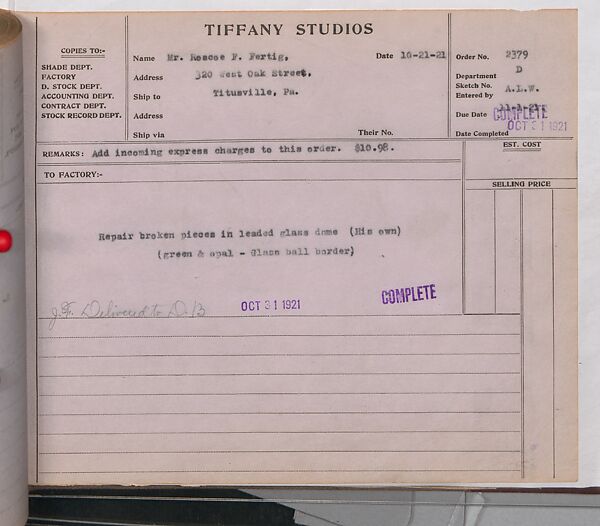 TIFFANY STUDIOS
COPIES TO:-
SHADE DEPT.
FACTORY
D. STOCK DEPT.
ACCOUNTING DEPT.
CONTRACT DEPT.
STOCK RECORD DEPT.
Name Mr. Roscoe F. Fertig, Date 10-21-21
Address 320 West Oak Street,
Ship to Titusville, Pa.
Address
Ship via Their No.
Order No. 2379
Department D
Sketch No.
Entered by A.L.W.
Due Date 11-1-21
COMPLETE
Date Completed OCT 31 1921
REMARKS: Add incoming express charges to this order. $10.98.
EST. COST
TO FACTORY:-
SELLING PRICE
Repair broken pieces in leaded glass dome (His own)
(green & opal - Glass ball border)
J.F. Delivered to D.B OCT 31 1921 COMPLETE